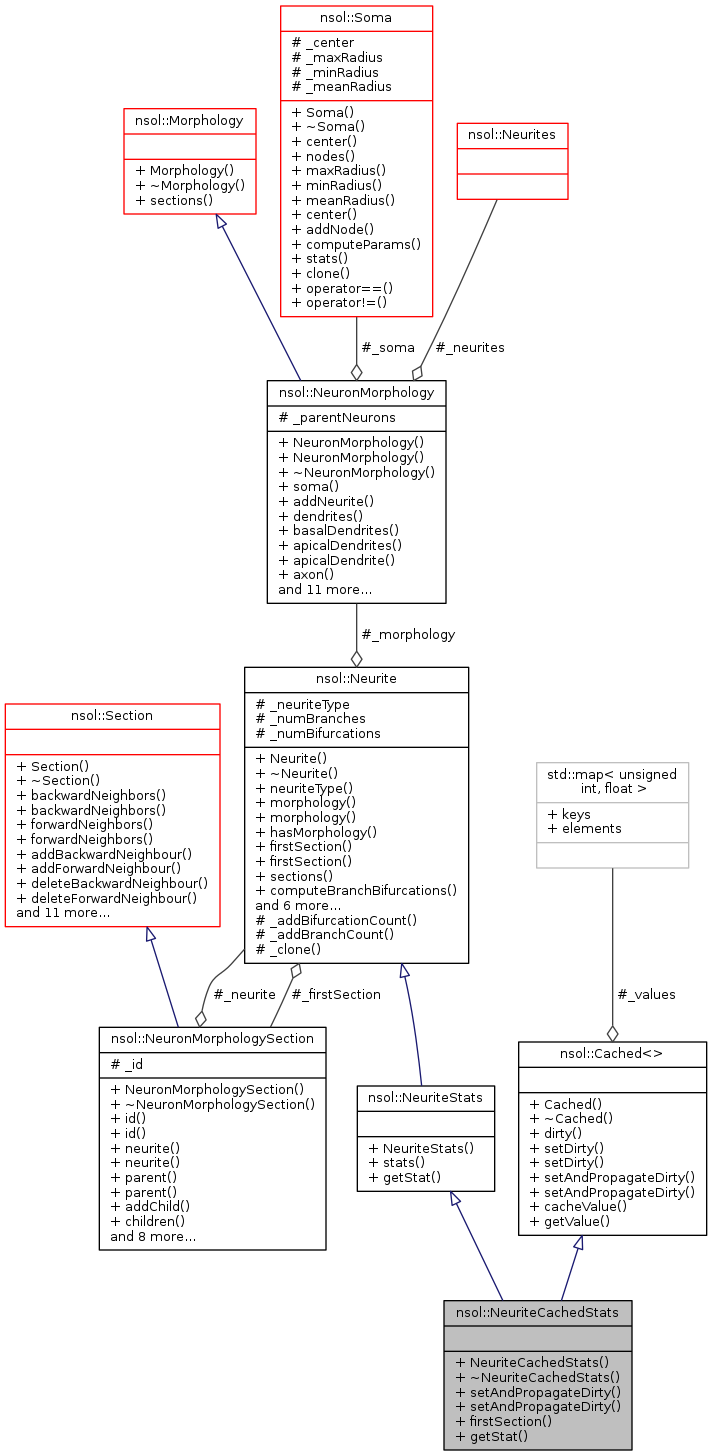 nsol::Soma
# _center
# _maxRadius
# _minRadius
# _meanRadius
+ Soma()
+ ~Soma()
+ center()
+ nodes()
+ maxRadius()
+ minRadius()
+ meanRadius()
+ center()
+ addNode()
+ computeParams()
+ stats()
+ clone()
+ operator==()
+ operator!=()
nsol::Morphology
+ Morphology()
+ ~Morphology()
+ sections()
nsol::Neurites
#_soma
#_neurites
nsol::NeuronMorphology
# _parentNeurons
+ NeuronMorphology()
+ NeuronMorphology()
+ ~NeuronMorphology()
+ soma()
+ addNeurite()
+ dendrites()
+ basalDendrites()
+ apicalDendrites()
+ apicalDendrite()
+ axon()
and 11 more...
#_morphology
nsol::Neurite
# _neuriteType
# _numBranches
# _numBifurcations
+ Neurite()
+ ~Neurite()
+ neuriteType()
+ morphology()
+ morphology()
+ hasMorphology()
+ firstSection()
+ firstSection()
+ sections()
+ computeBranchBifurcations()
and 6 more...
# _addBifurcationCount()
# _addBranchCount()
# _clone()
nsol::Section
+ Section()
+ ~Section()
+ backwardNeighbors()
+ backwardNeighbors()
+ forwardNeighbors()
+ forwardNeighbors()
+ addBackwardNeighbour()
+ addForwardNeighbour()
+ deleteBackwardNeighbour()
+ deleteForwardNeighbour()
and 11 more...
std::map< unsigned
int, float >
+ keys
+ elements
#_neurite
#_firstSection
#_values
nsol::NeuronMorphologySection
# _id
+ NeuronMorphologySection()
+ ~NeuronMorphologySection()
+ id()
+ id()
+ neurite()
+ neurite()
+ parent()
+ parent()
+ addChild()
+ children()
and 8 more...
nsol::NeuriteStats
+ NeuriteStats()
+ stats()
+ getStat()
nsol::Cached<>
+ Cached()
+ ~Cached()
+ dirty()
+ setDirty()
+ setDirty()
+ setAndPropagateDirty()
+ setAndPropagateDirty()
+ cacheValue()
+ getValue()
nsol::NeuriteCachedStats
+ NeuriteCachedStats()
+ ~NeuriteCachedStats()
+ setAndPropagateDirty()
+ setAndPropagateDirty()
+ firstSection()
+ getStat()